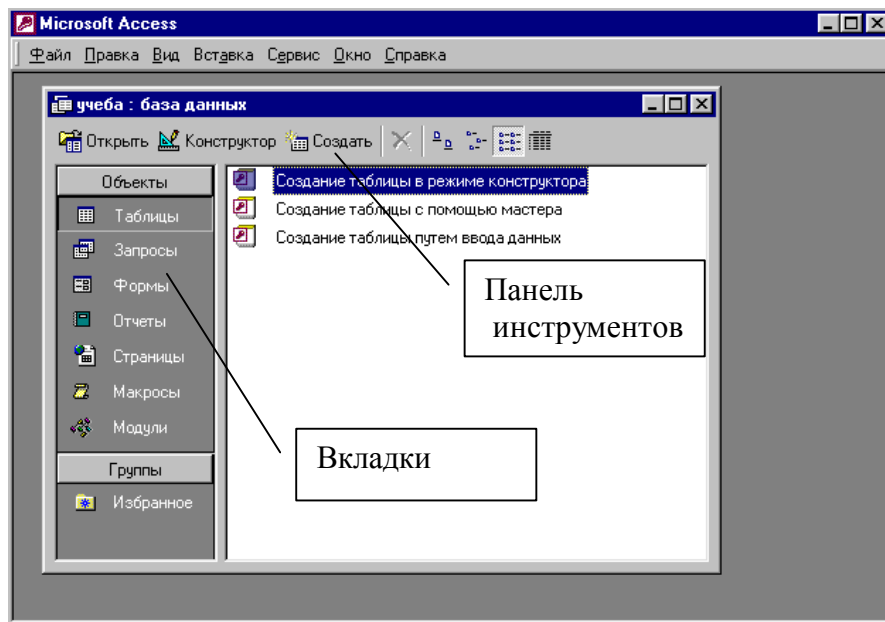 Microsoft Access
Файл Правка Вид Вставка Сервис Окно Справка
учеба : база данных
Открыть Конструктор Создать
Объекты
Таблицы
Запросы
Формы
Отчеты
Страницы
Макросы
Модули
Группы
Избранное
Создание таблицы в режиме конструктора
Создание таблицы с помощью мастера
Создание таблицы путем ввода данных
Панель
инструментов
Вкладки